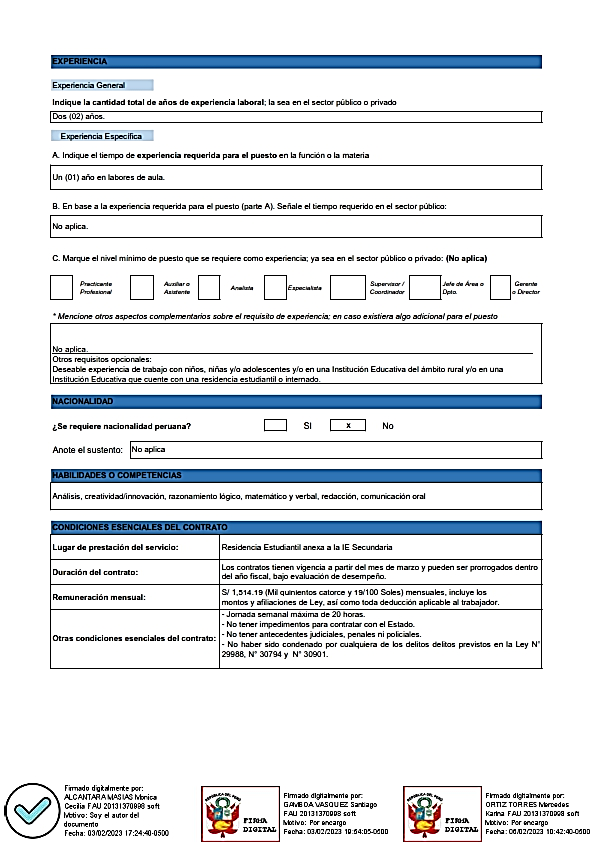 EXPERIENCIA
Experiencia General
Indique la cantidad total de años de experiencia laboral; la sea en el sector público o privado
Dos (02) años.
Experiencia Específica
A. Indique el tiempo de experiencia requerida para el puesto en la función o la materia
Un (01) año en labores de aula.
B. En base a la experiencia requerida para el puesto (parte A). Señale el tiempo requerido en el sector público:
No aplica.
C. Marque el nivel mínimo de puesto que se requiere como experiencia; ya sea en el sector público o privado: (No aplica)
Practicante Profesional
Auxiliar o Asistente
Analista
Especialista
Supervisor / Coordinador
Jefe de Área o Dpto.
Gerente o Director
* Mencione otros aspectos complementarios sobre el requisito de experiencia; en caso existiera algo adicional para el puesto
No aplica.
Otros requisitos opcionales:
Deseable experiencia de trabajo con niños, niñas y/o adolescentes y/o en una Institución Educativa del ámbito rural y/o en una
Institución Educativa que cuente con una residencia estudiantil o internado.
NACIONALIDAD
¿Se requiere nacionalidad peruana? SI x No
Anote el sustento: No aplica
HABILIDADES O COMPETENCIAS
Análisis, creatividad/innovación, razonamiento lógico, matemático y verbal, redacción, comunicación oral
CONDICIONES ESENCIALES DEL CONTRATO
Lugar de prestación del servicio: Residencia Estudiantil anexa a la IE Secundaria
Duración del contrato: Los contratos tienen vigencia a partir del mes de marzo y pueden ser prorrogados dentro
del año fiscal, bajo evaluación de desempeño.
Remuneración mensual: S/ 1,514.19 (Mil quinientos catorce y 19/100 Soles) mensuales, incluye los
montos y afiliaciones de Ley, así como toda deducción aplicable al trabajador.
Otras condiciones esenciales del contrato:
- Jornada semanal máxima de 20 horas.
- No tener impedimentos para contratar con el Estado.
- No tener antecedentes judiciales, penales ni policiales.
- No haber sido condenado por cualquiera de los delitos delitos previstos en la Ley N°
29988, N° 30794 y N° 30901.
Firmado digitalmente por:
ALCANTARA MASIAS Monica
Cecilia FAU 20131370998 soft
Motivo: Soy el autor del
documento
Fecha: 03/02/2023 17:24:40-0500
REPUBLICA DEL PERU
FIRMA
DIGITAL
Firmado digitalmente por:
GAMBOA VASQUEZ Santiago
FAU 20131370998 soft
Motivo: Por encargo
Fecha: 03/02/2023 19:54:05-0500
REPUBLICA DEL PERU
FIRMA
DIGITAL
Firmado digitalmente por:
ORTIZ TORRES Mercedes
Karina FAU 20131370998 soft
Motivo: Por encargo
Fecha: 06/02/2023 10:42:40-0500